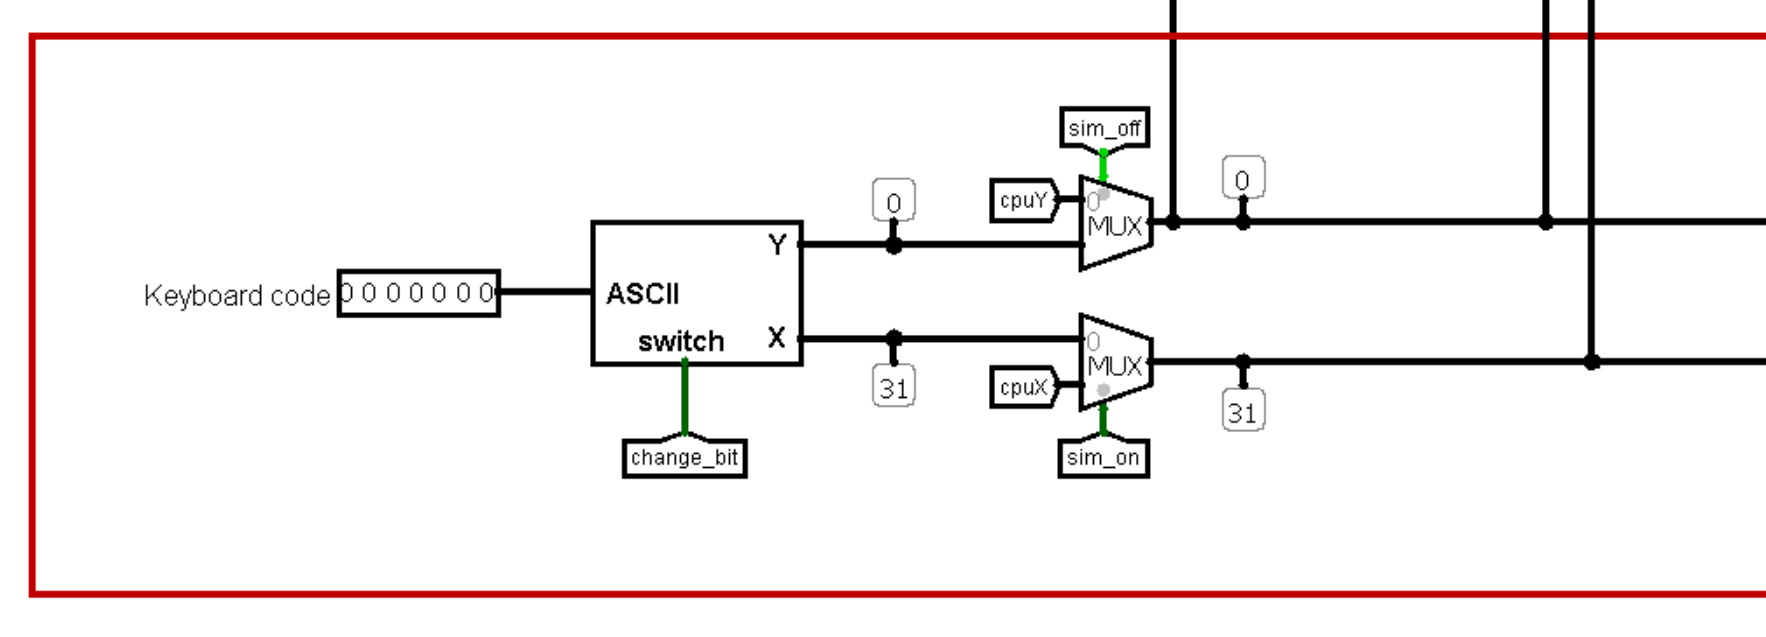 sim_off
0
0
cpuY
0
MUX
Y
Keyboard code 0 0 0 0 0 0 0
ASCII
switch
X
0
MUX
31
cpuX
31
change_bit
sim_on